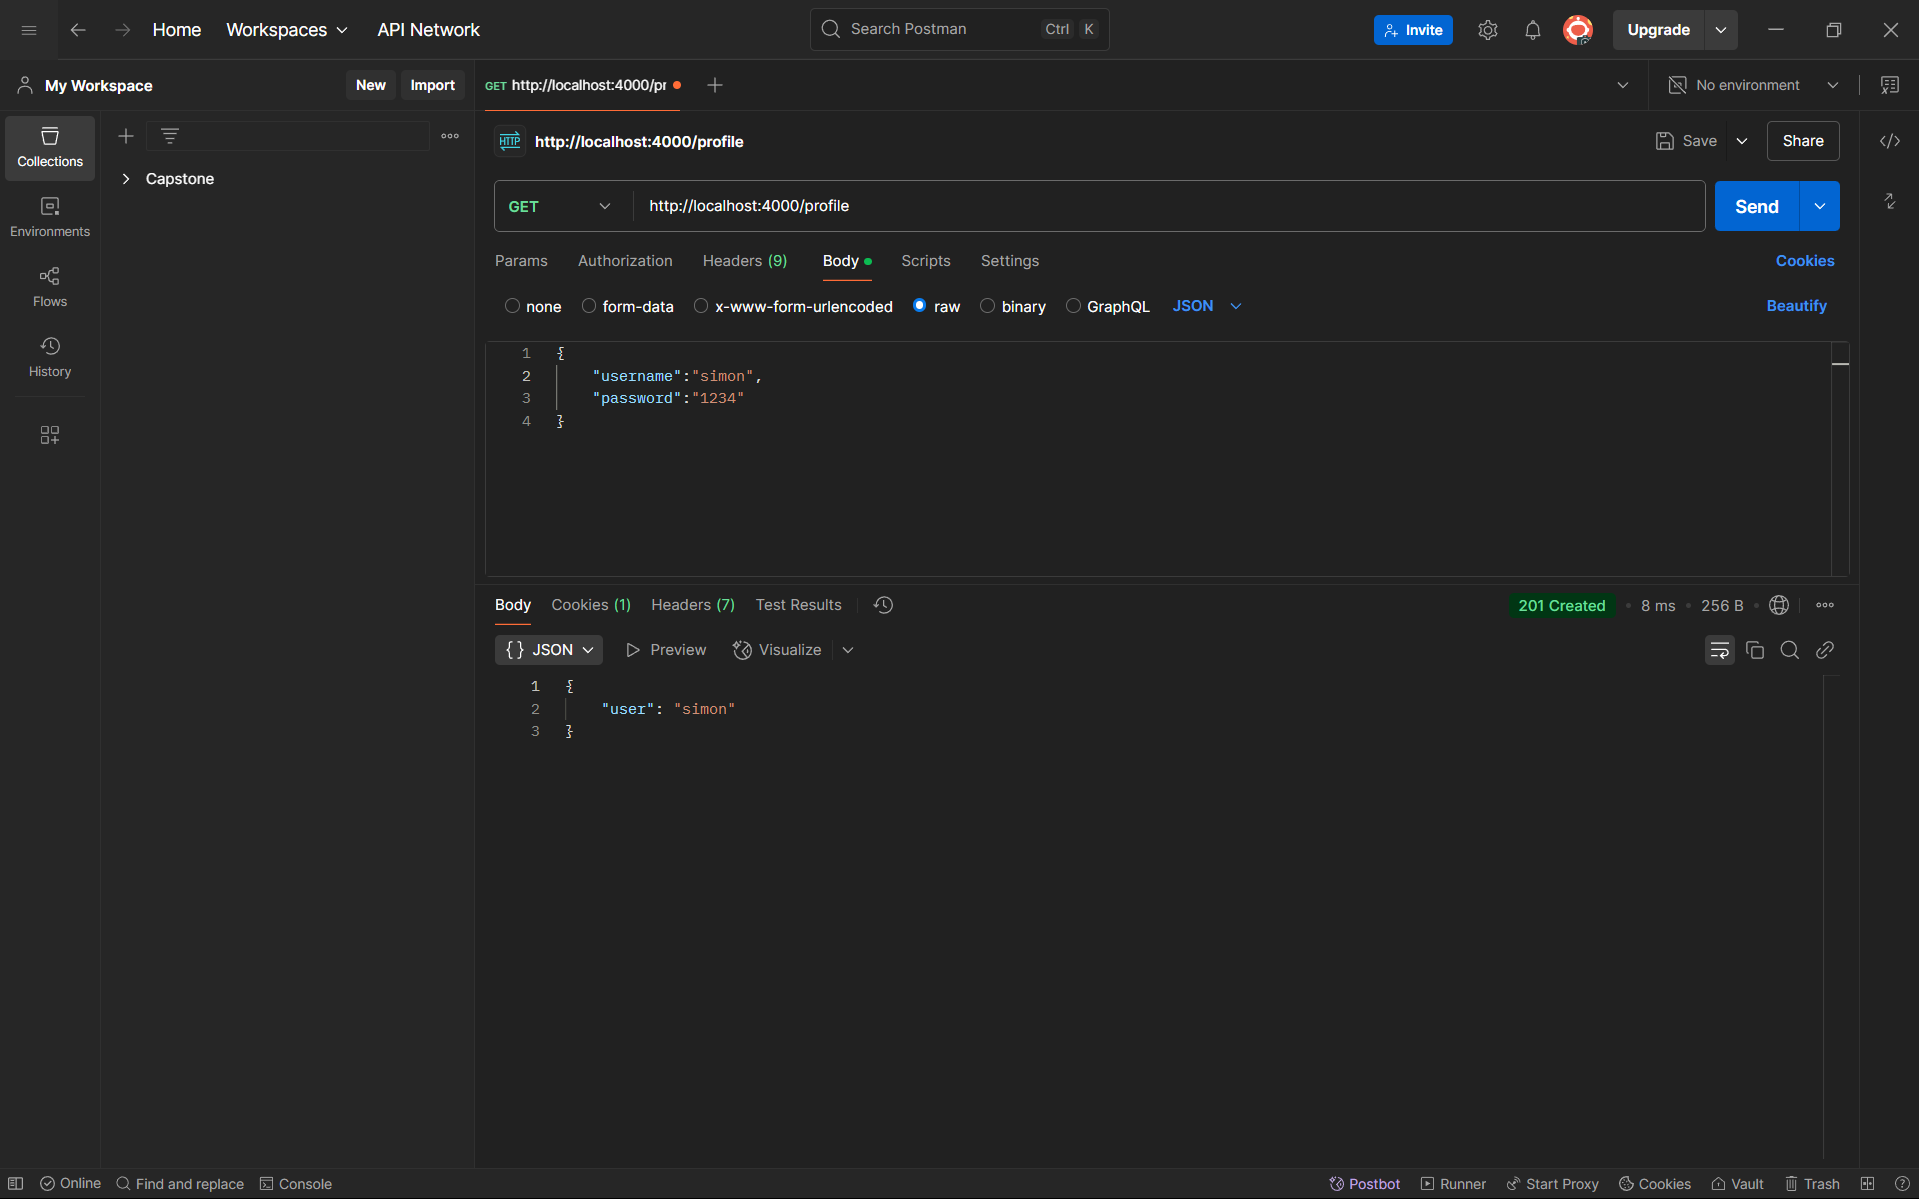 Home Workspaces API Network Search Postman Ctrl K Invite Upgrade
My Workspace New Import GET http://localhost:4000/pr No environment
Collections
Environments
Flows
History
Capstone
HTTP http://localhost:4000/profile Save Share
GET http://localhost:4000/profile Send
Params Authorization Headers (9) Body Scripts Settings Cookies
none form-data x-www-form-urlencoded raw binary GraphQL JSON Beautify
1 {
2 "username":"simon",
3 "password":"1234"
4 }
Body Cookies (1) Headers (7) Test Results 201 Created 8 ms 256 B
{} JSON Preview Visualize
1 {
2 "user": "simon"
3 }
Online Find and replace Console Postbot Runner Start Proxy Cookies Vault Trash